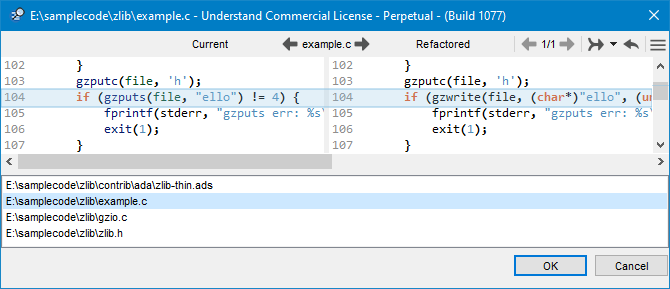 E:\samplecode\zlib\example.c - Understand Commercial License - Perpetual - (Build 1077)
Current example.c Refactored 1/1
102 }
103 gzputc(file, 'h');
104 if (gzputs(file, "ello") != 4) {
105 fprintf(stderr, "gzputs err: %s\
106 exit(1);
107 }
102 }
103 gzputc(file, 'h');
104 if (gzwrite(file, (char*)"ello", (un
105 fprintf(stderr, "gzputs err: %s\
106 exit(1);
107 }
E:\samplecode\zlib\contrib\ada\zlib-thin.ads
E:\samplecode\zlib\example.c
E:\samplecode\zlib\gzio.c
E:\samplecode\zlib\zlib.h
OK Cancel